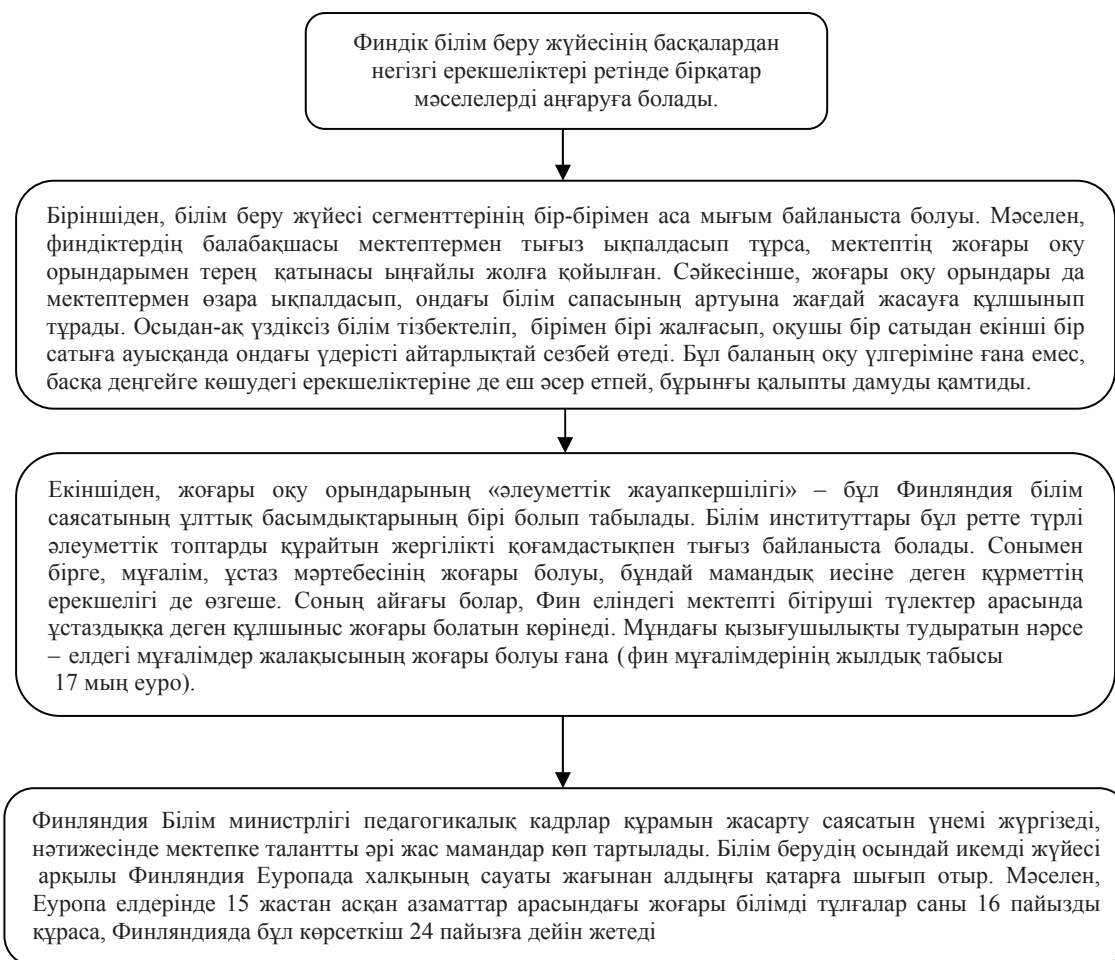 Финдік білім беру жүйесінің басқалардан
негізгі ерекшеліктері ретінде бірқатар
мәселелерді аңғаруға болады.
Біріншіден, білім беру жүйесі сегменттерінің бір-бірімен аса мығым байланыста болуы. Мәселен,
финдіктердің балабақшасы мектептермен тығыз ықпалдасып тұрса, мектептің жоғары оқу
орындарымен терең қатынасы ыңғайлы жолға қойылған. Сәйкесінше, жоғары оқу орындары да
мектептермен өзара ықпалдасып, ондағы білім сапасының артуына жағдай жасауға құлшынып
тұрады. Осыдан-ақ үздіксіз білім тізбектеліп, бірімен бірі жалғасып, оқушы бір сатыдан екінші бір
сатыға ауысқанда ондағы үдерісті айтарлықтай сезбей өтеді. Бұл баланың оқу үлгеріміне ғана емес,
басқа деңгейге көшудегі ерекшеліктеріне де еш әсер етпей, бұрынғы қалыпты дамуды қамтиды.
Екіншіден, жоғары оқу орындарының «әлеуметтік жауапкершілігі» – бұл Финляндия білім
саясатының ұлттық басымдықтарының бірі болып табылады. Білім институттары бұл ретте түрлі
әлеуметтік топтарды құрайтын жергілікті қоғамдастықпен тығыз байланыста болады. Сонымен
бірге, мұғалім, ұстаз мәртебесінің жоғары болуы, бұндай мамандық иесіне деген құрметтің
ерекшелігі де өзгеше. Соның айғағы болар, Фин еліндегі мектепті бітіруші түлектер арасында
ұстаздыққа деген құлшыныс жоғары болатын көрінеді. Мұндағы қызығушылықты тудыратын нәрсе
– елдегі мұғалімдер жалақысының жоғары болуы ғана (фин мұғалімдерінің жылдық табысы
17 мың еуро).
Финляндия Білім министрлігі педагогикалық кадрлар құрамын жасарту саясатын үнемі жүргізеді,
нәтижесінде мектепке талантты әрі жас мамандар көп тартылады. Білім берудің осындай икемді жүйесі
арқылы Финляндия Еуропада халқының сауаты жағынан алдыңғы қатарға шығып отыр. Мәселен,
Еуропа елдерінде 15 жастан асқан азаматтар арасындағы жоғары білімді тұлғалар саны 16 пайызды
құраса, Финляндияда бұл көрсеткіш 24 пайызға дейін жетеді